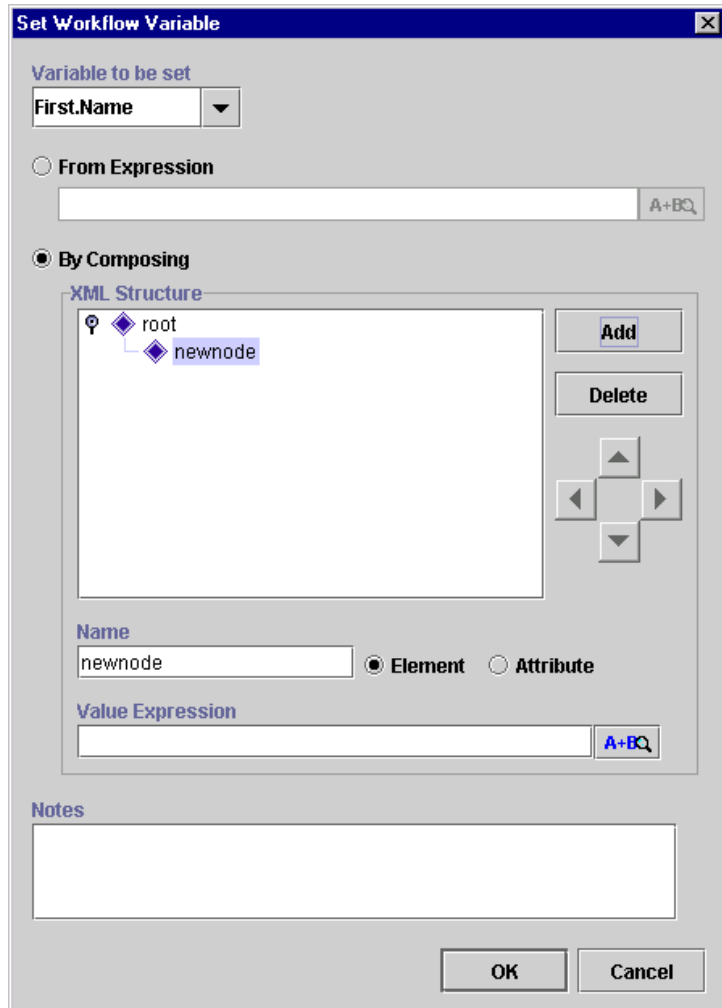 Set Workflow Variable
Variable to be set
First.Name
From Expression
A+B
By Composing
XML Structure
root
newnode
Add
Delete
Name
newnode
Element
Attribute
Value Expression
A+B
Notes
OK
Cancel